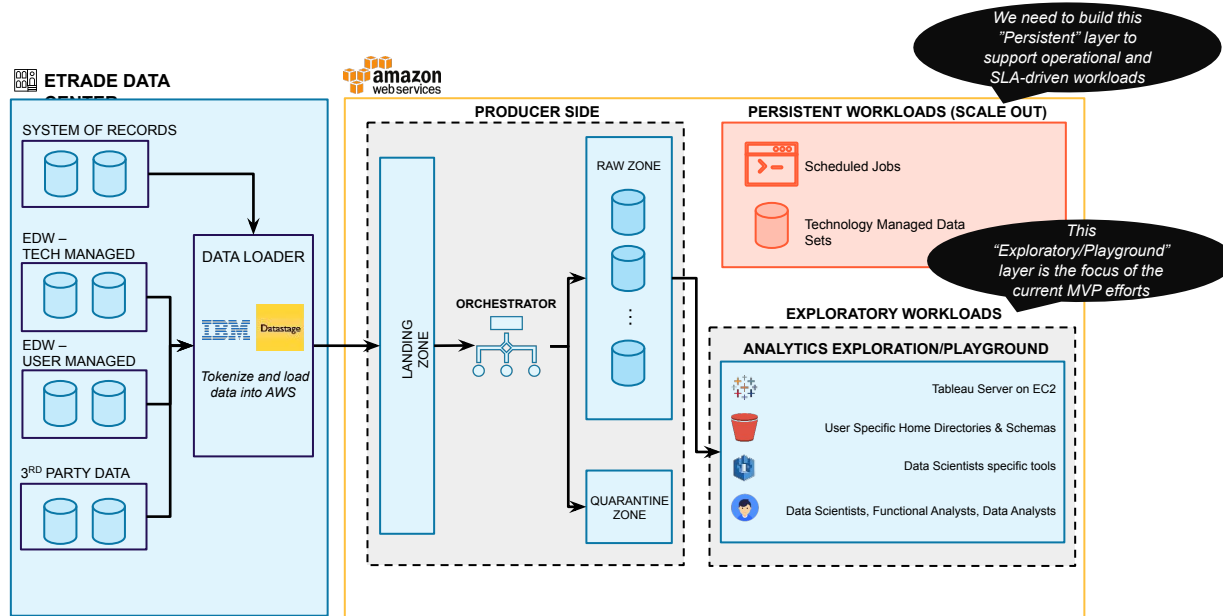 We need to build this
"Persistent" layer to
support operational and
SLA-driven workloads
ETRADE DATA
CENTER
amazon
web services
PRODUCER SIDE
PERSISTENT WORKLOADS (SCALE OUT)
SYSTEM OF RECORDS
RAW ZONE
Scheduled Jobs
Technology Managed Data
Sets
This
“Exploratory/Playground”
layer is the focus of the
current MVP efforts
EDW –
TECH MANAGED
DATA LOADER
IBM
Datastage
Tokenize and load
data into AWS
EDW –
USER MANAGED
3RD PARTY DATA
LANDING
ZONE
ORCHESTRATOR
...
QUARANTINE
ZONE
EXPLORATORY WORKLOADS
ANALYTICS EXPLORATION/PLAYGROUND
Tableau Server on EC2
User Specific Home Directories & Schemas
Data Scientists specific tools
Data Scientists, Functional Analysts, Data Analysts